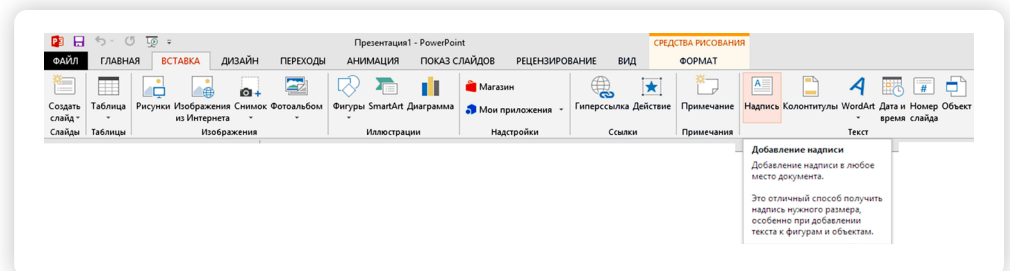 Презентация1 - PowerPoint
СРЕДСТВА РИСОВАНИЯ
ФАЙЛ ГЛАВНАЯ ВСТАВКА ДИЗАЙН ПЕРЕХОДЫ АНИМАЦИЯ ПОКАЗ СЛАЙДОВ РЕЦЕНЗИРОВАНИЕ ВИД ФОРМАТ
Магазин
Создать Таблица Рисунки Изображения Снимок Фотоальбом Фигуры SmartArt Диаграмма Мои приложения Гиперссылка Действие Примечание Надпись Колонтитулы WordArt Дата и Номер Объект
слайд из Интернета время слайда
Слайды Таблицы Изображения Иллюстрации Надстройки Ссылки Примечания Текст
Добавление надписи
Добавление надписи в любое
место документа.
Это отличный способ получить
надпись нужного размера,
особенно при добавлении
текста к фигурам и объектам.